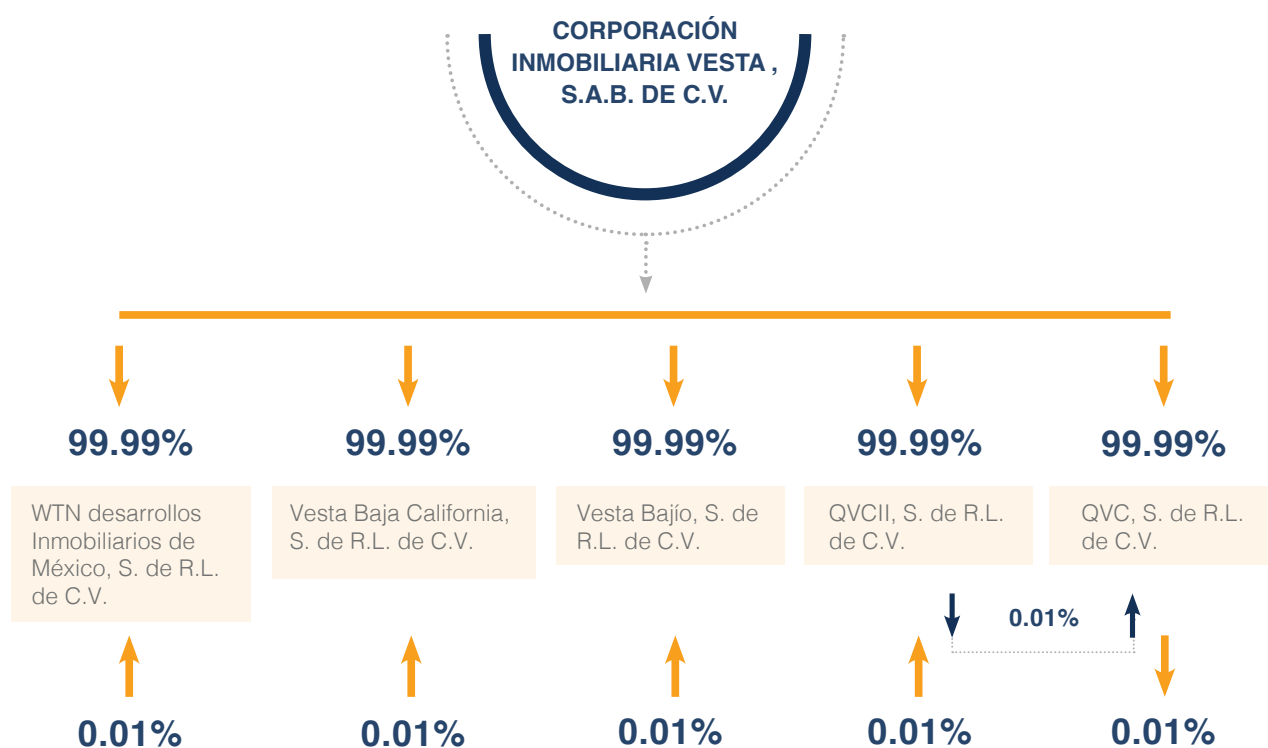 CORPORACIÓN
INMOBILIARIA VESTA ,
S.A.B. DE C.V.
99.99%
99.99%
99.99%
99.99%
99.99%
WTN desarrollos
Inmobiliarios de
México, S. de R.L.
de C.V.
Vesta Baja California,
S. de R.L. de C.V.
Vesta Bajío, S. de
R.L. de C.V.
QVCII, S. de R.L.
de C.V.
QVC, S. de R.L.
de C.V.
0.01%
0.01%
0.01%
0.01%
0.01%
0.01%